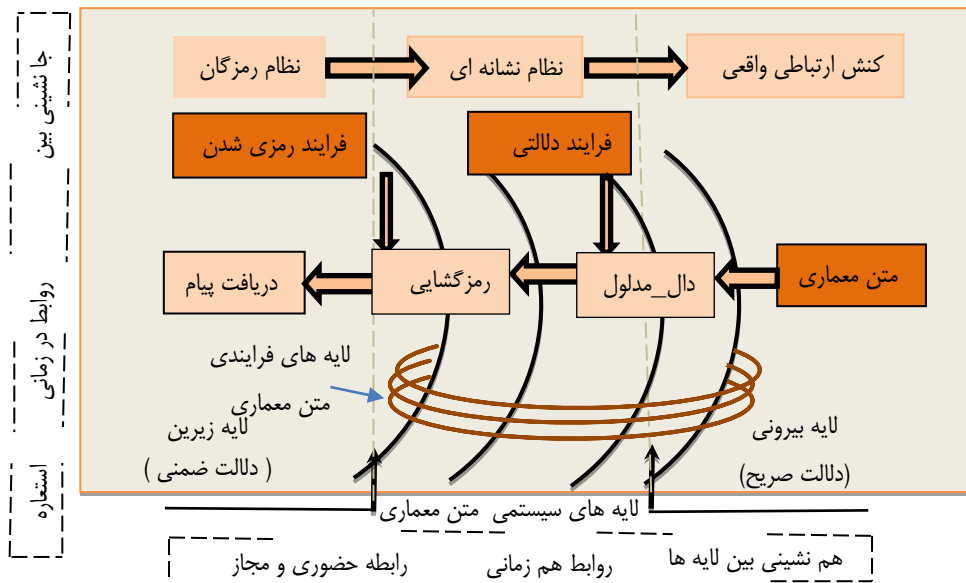 کنش ارتباطی واقعی
نظام نشانه ای
نظام رمزگان
فرایند دلالتی
فرایند رمزی شدن
متن معماری
دال_مدلول
رمزگشایی
دریافت پیام
لایه های فرایندی
متن معماری
لایه بیرونی
(دلالت صریح)
لایه زیرین
( دلالت ضمنی )
لایه های سیستمی متن معماری
هم نشینی بین لایه ها
روابط هم زمانی
رابطه حضوری و مجاز
جا نشینی بین
روابط در زمانی
استعاره